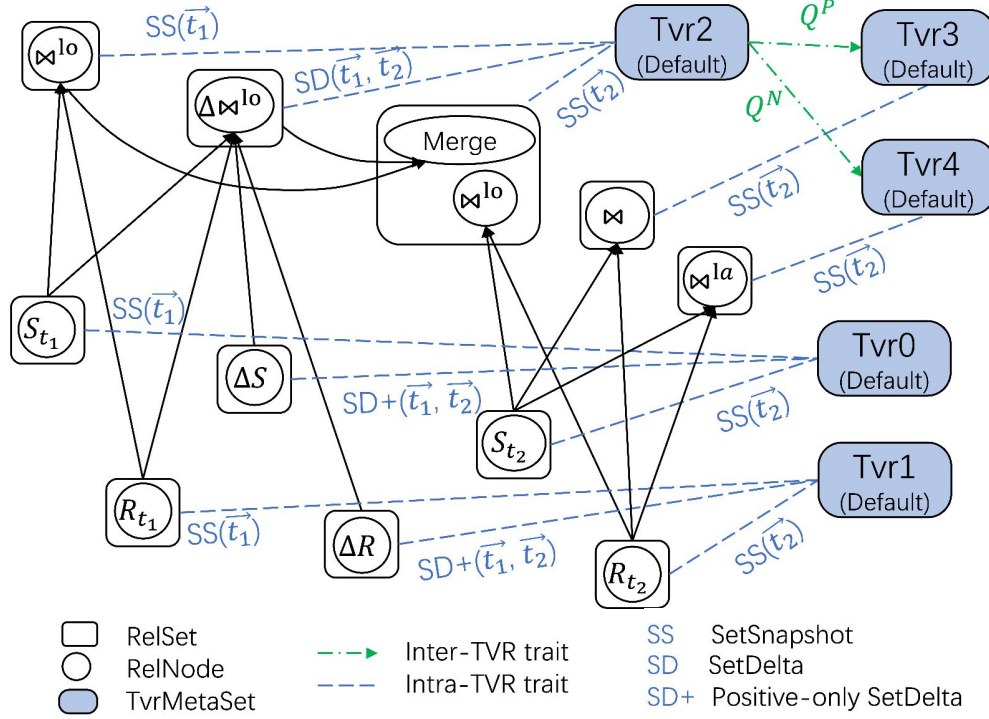 SS(t₁⃗)
Tvr2
(Default)
Q^P
Tvr3
(Default)
⋈^lo
SD(t₁⃗, t₂⃗)
Δ⋈^lo
SS(t₂⃗)
Q^N
Merge
Tvr4
(Default)
⋈^lo
⋈
SS(t₂⃗)
⋈^la
SS(t₂⃗)
S_t₁
SS(t₁⃗)
Tvr0
(Default)
ΔS
SD+(t₁⃗, t₂⃗)
SS(t₂⃗)
S_t₂
Tvr1
(Default)
R_t₁
SS(t₁⃗)
ΔR
SD+(t₁⃗, t₂⃗)
SS(t₂⃗)
R_t₂
RelSet
RelNode
TvrMetaSet
Inter-TVR trait
Intra-TVR trait
SS SetSnapshot
SD SetDelta
SD+ Positive-only SetDelta